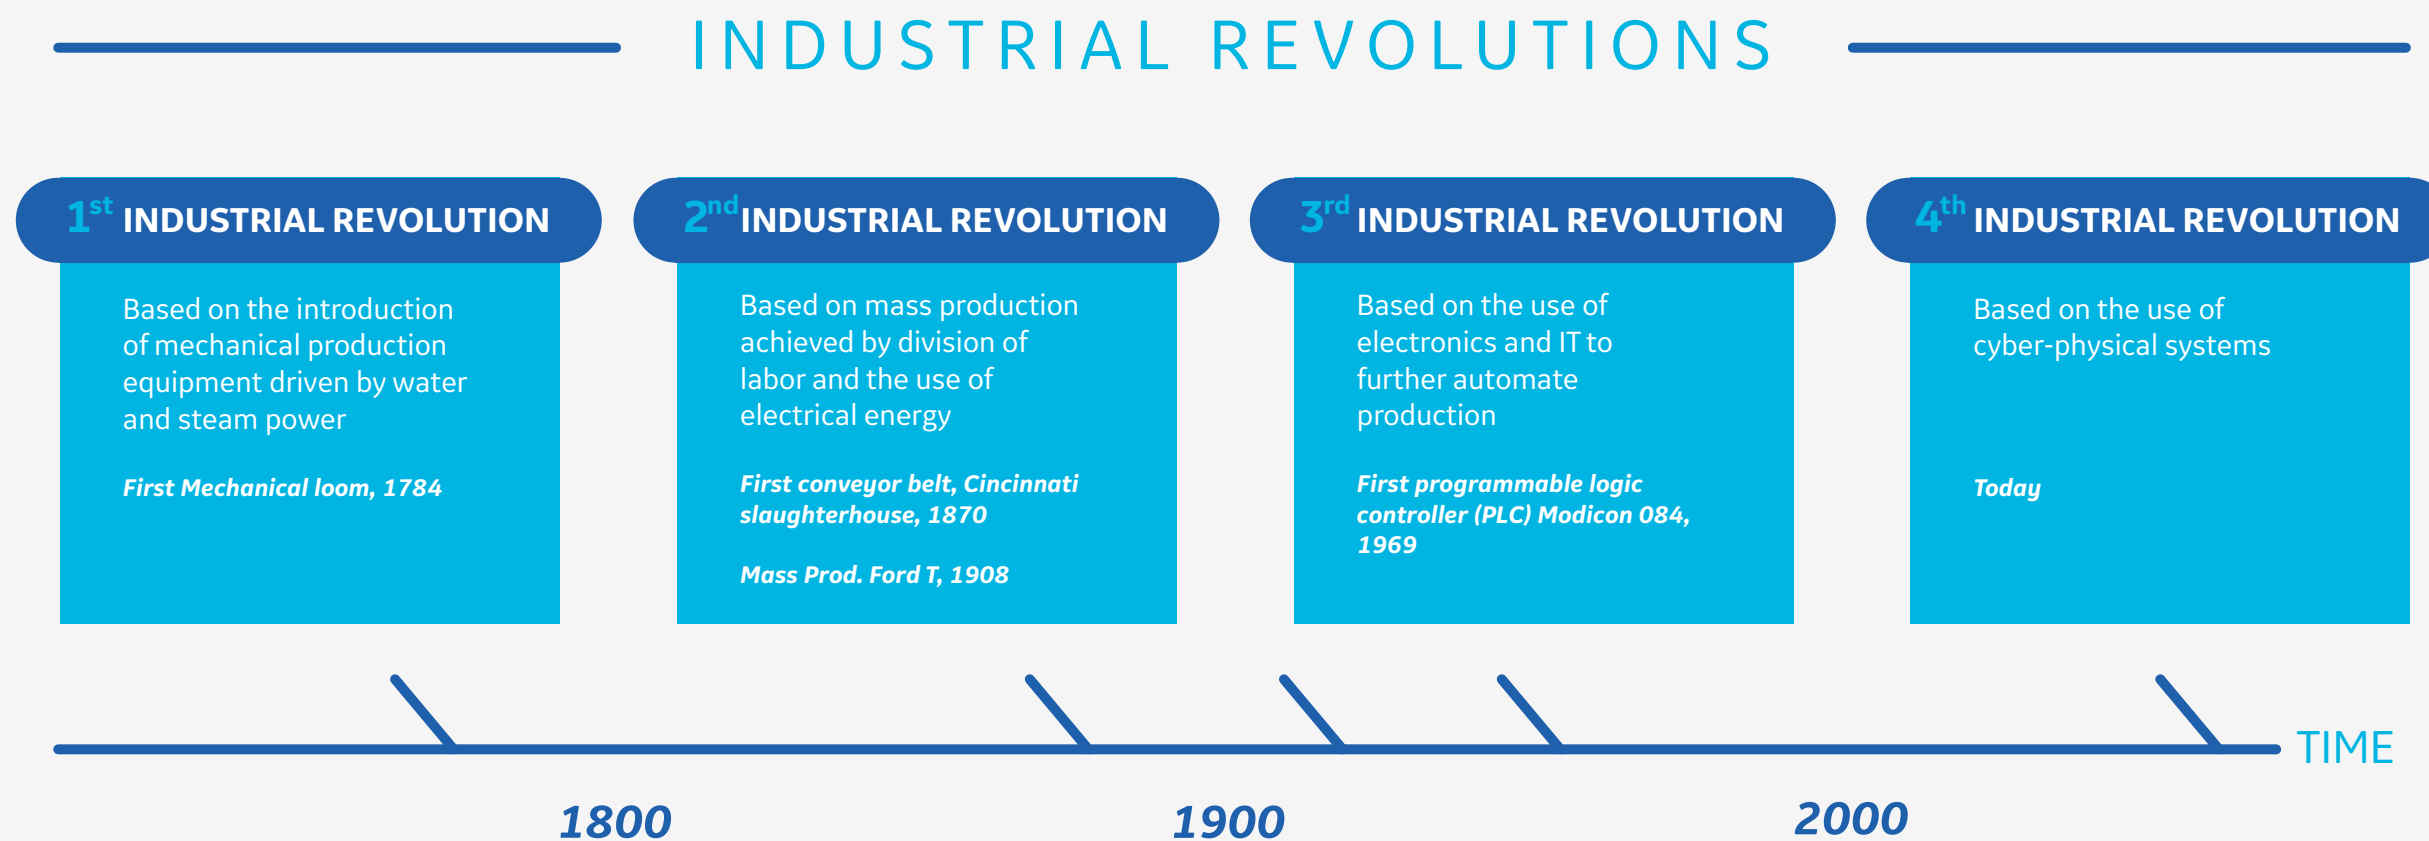 INDUSTRIAL REVOLUTIONS
1st INDUSTRIAL REVOLUTION
Based on the introduction
of mechanical production
equipment driven by water
and steam power
First Mechanical loom, 1784
2nd INDUSTRIAL REVOLUTION
Based on mass production
achieved by division of
labor and the use of
electrical energy
First conveyor belt, Cincinnati
slaughterhouse, 1870
Mass Prod. Ford T, 1908
3rd INDUSTRIAL REVOLUTION
Based on the use of
electronics and IT to
further automate
production
First programmable logic
controller (PLC) Modicon 084,
1969
4th INDUSTRIAL REVOLUTION
Based on the use of
cyber-physical systems
Today
TIME
1800
1900
2000